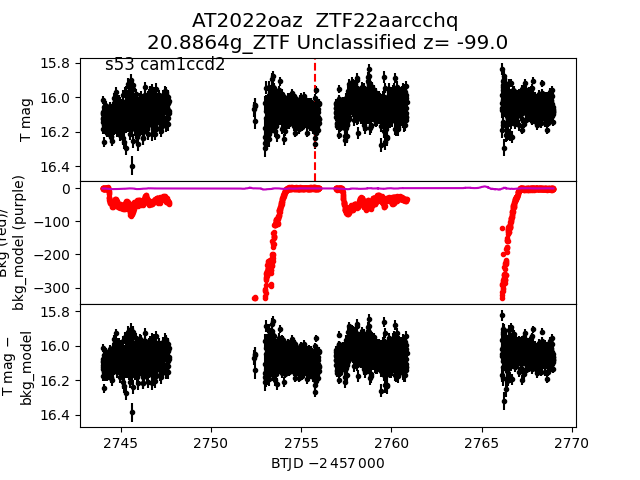 AT2022oaz  ZTF22aarcchq
20.8864g_ZTF Unclassified z= -99.0
s53 cam1ccd2
T mag
15.8
16.0
16.2
16.4
Bkg (red)/
bkg_model (purple)
0
−100
−200
−300
T mag −
bkg_model
15.8
16.0
16.2
16.4
2745 2750 2755 2760 2765 2770
BTJD −2 457 000